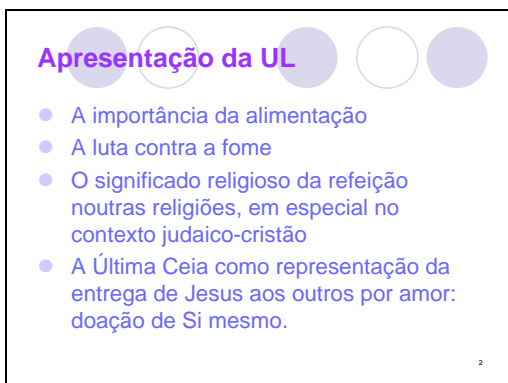 Apresentação da UL
A importância da alimentação
A luta contra a fome
O significado religioso da refeição
noutras religiões, em especial no
contexto judaico-cristão
A Última Ceia como representação da
entrega de Jesus aos outros por amor:
doação de Si mesmo.
2